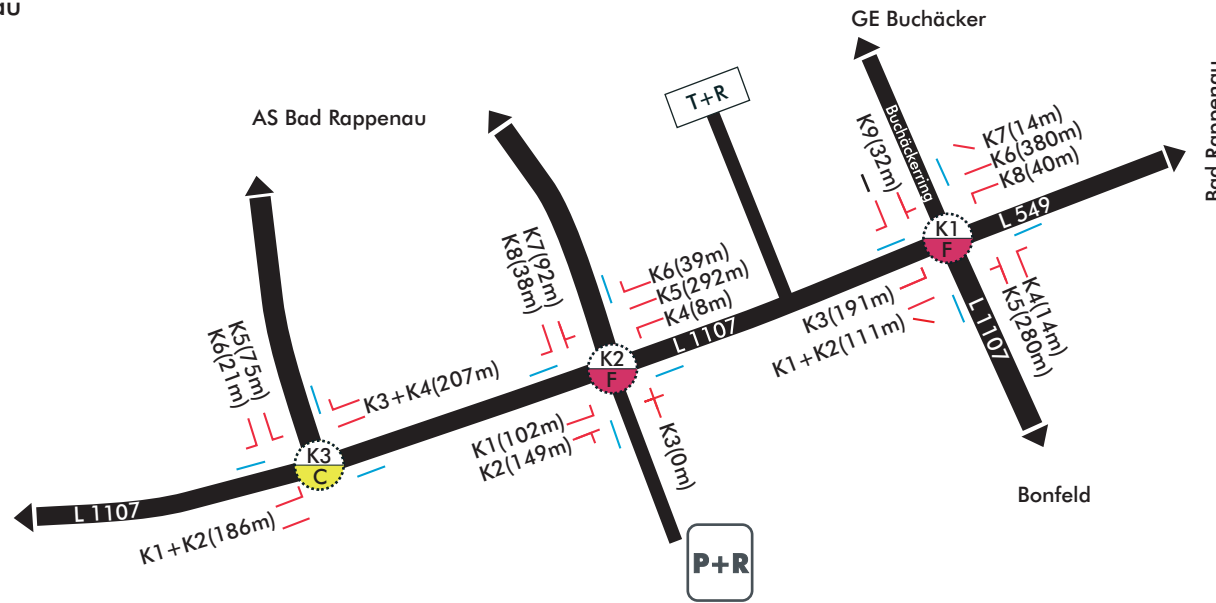 au
GE Buchäcker
Bad Rappenau
AS Bad Rappenau
T+R
Buchäckerring
K9(32m)
K7(14m)
K6(380m)
K8(40m)
L 549
K1
F
K4(14m)
K5(280m)
L 1107
Bonfeld
K3(191m)
K1+K2(111m)
K7(92m)
K8(38m)
K6(39m)
K5(292m)
K4(8m)
L 1107
K2
F
K1(102m)
K2(149m)
K3(0m)
P+R
K5(75m)
K6(21m)
K3+K4(207m)
K3
C
L 1107
K1+K2(186m)